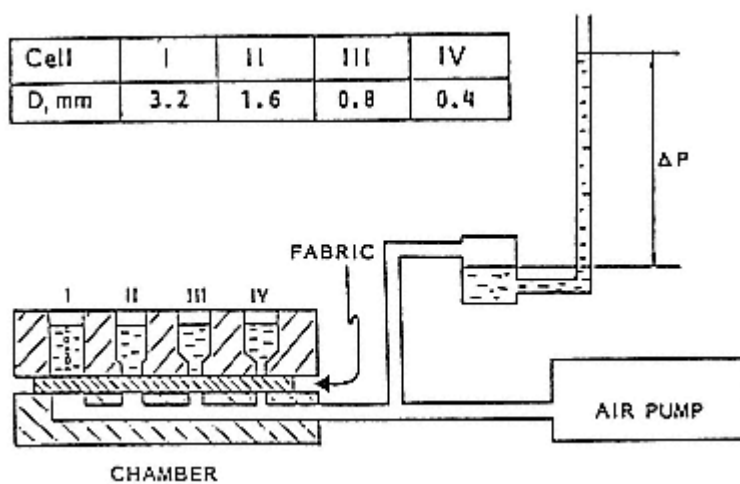 Cell I II III IV
D, mm 3.2 1.6 0.8 0.4
ΔP
FABRIC
I II III IV
AIR PUMP
CHAMBER